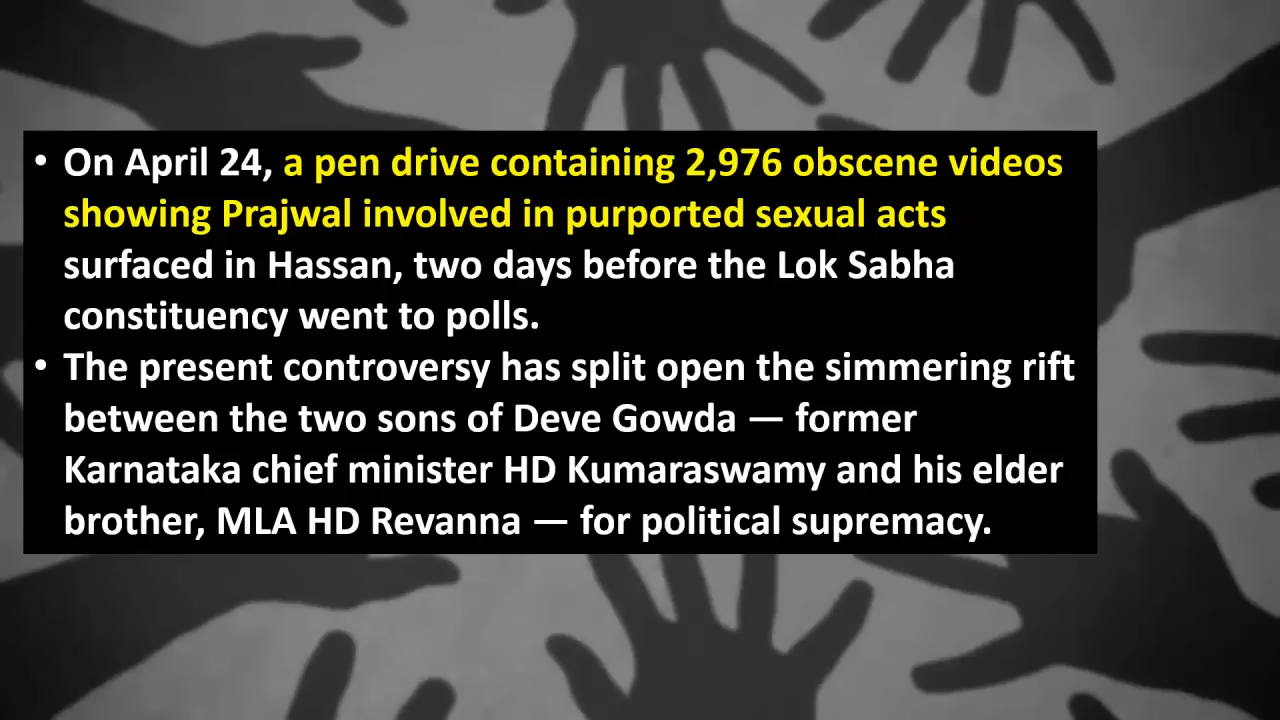 • On April 24, a pen drive containing 2,976 obscene videos
showing Prajwal involved in purported sexual acts
surfaced in Hassan, two days before the Lok Sabha
constituency went to polls.
• The present controversy has split open the simmering rift
between the two sons of Deve Gowda — former
Karnataka chief minister HD Kumaraswamy and his elder
brother, MLA HD Revanna — for political supremacy.